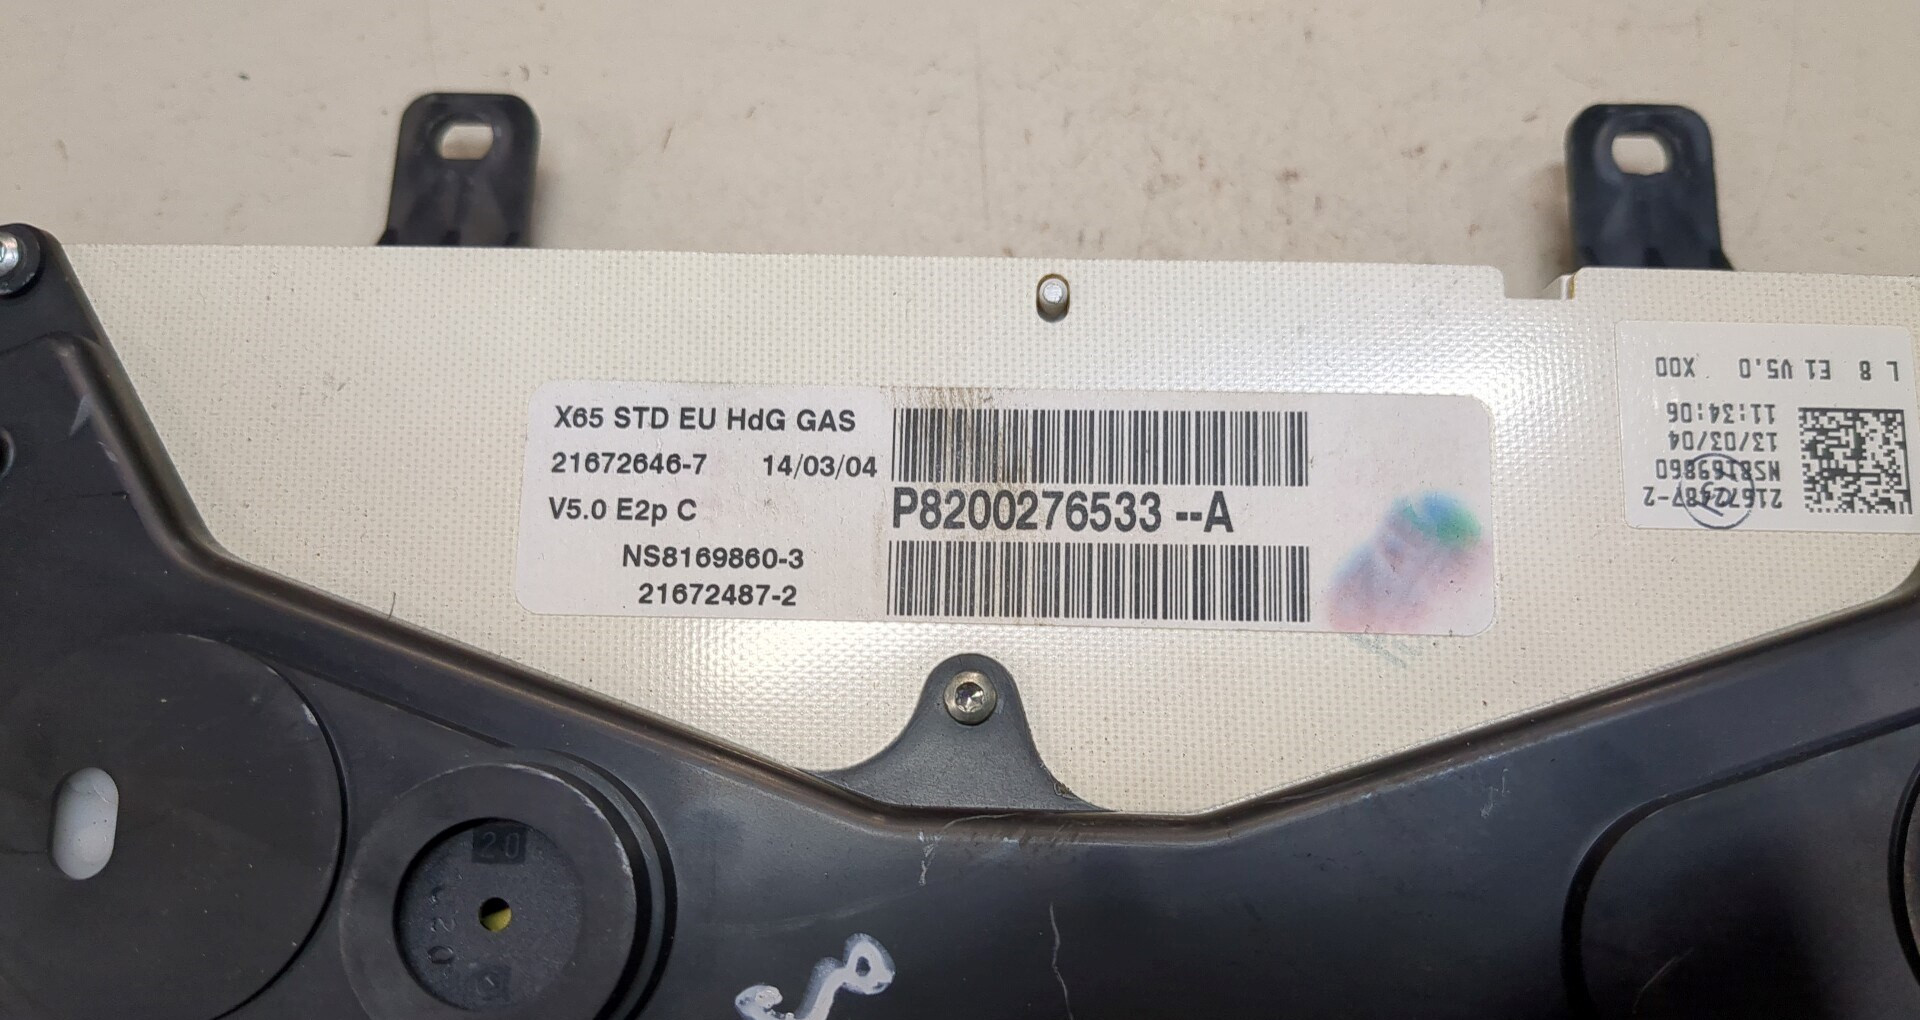 X65 STD EU HdG GAS
21672646-7 14/03/04
V5.0 E2p C
NS8169860-3
21672487-2
P8200276533 --A
L 8 E1 V5.0 X00
11:34:06
13/03/04
NS8169860
21672487-2
20